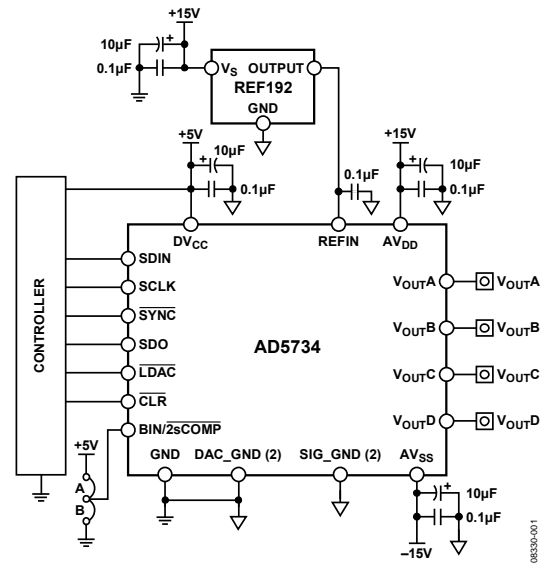 +15V
10µF +
0.1µF
VS OUTPUT
REF192
GND
+5V
+ 10µF
0.1µF
0.1µF
+15V
+ 10µF
0.1µF
DVCC
REFIN
AVDD
CONTROLLER
SDIN
SCLK
SYNC
SDO
LDAC
CLR
BIN/2sCOMP
AD5734
VOUTA
VOUTA
VOUTB
VOUTB
VOUTC
VOUTC
VOUTD
VOUTD
+5V
A
B
GND
DAC_GND (2)
SIG_GND (2)
AVSS
+ 10µF
0.1µF
–15V
08330-001